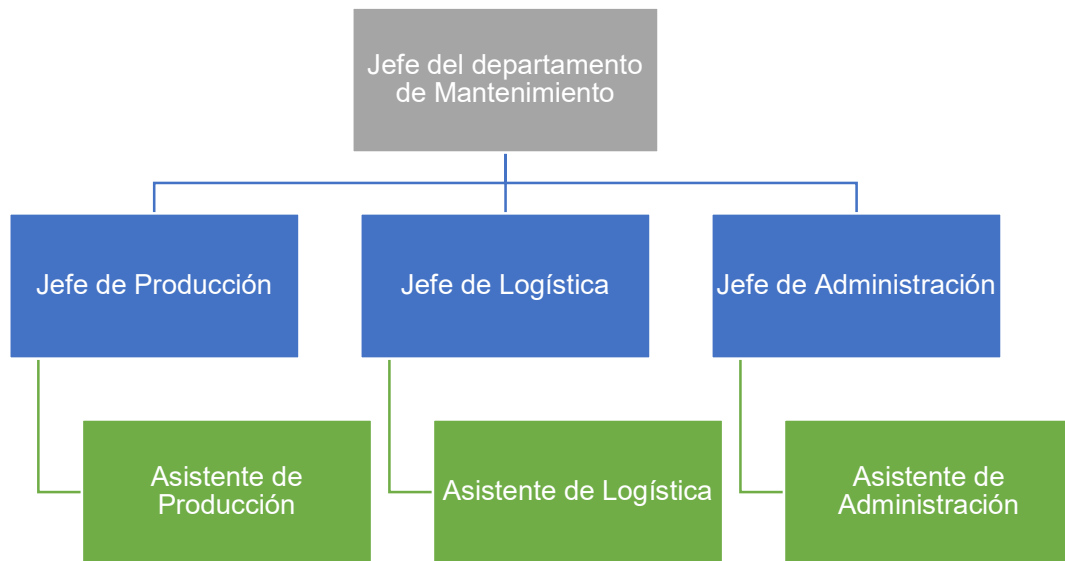 Jefe del departamento
de Mantenimiento
Jefe de Producción
Jefe de Logística
Jefe de Administración
Asistente de
Producción
Asistente de Logística
Asistente de
Administración